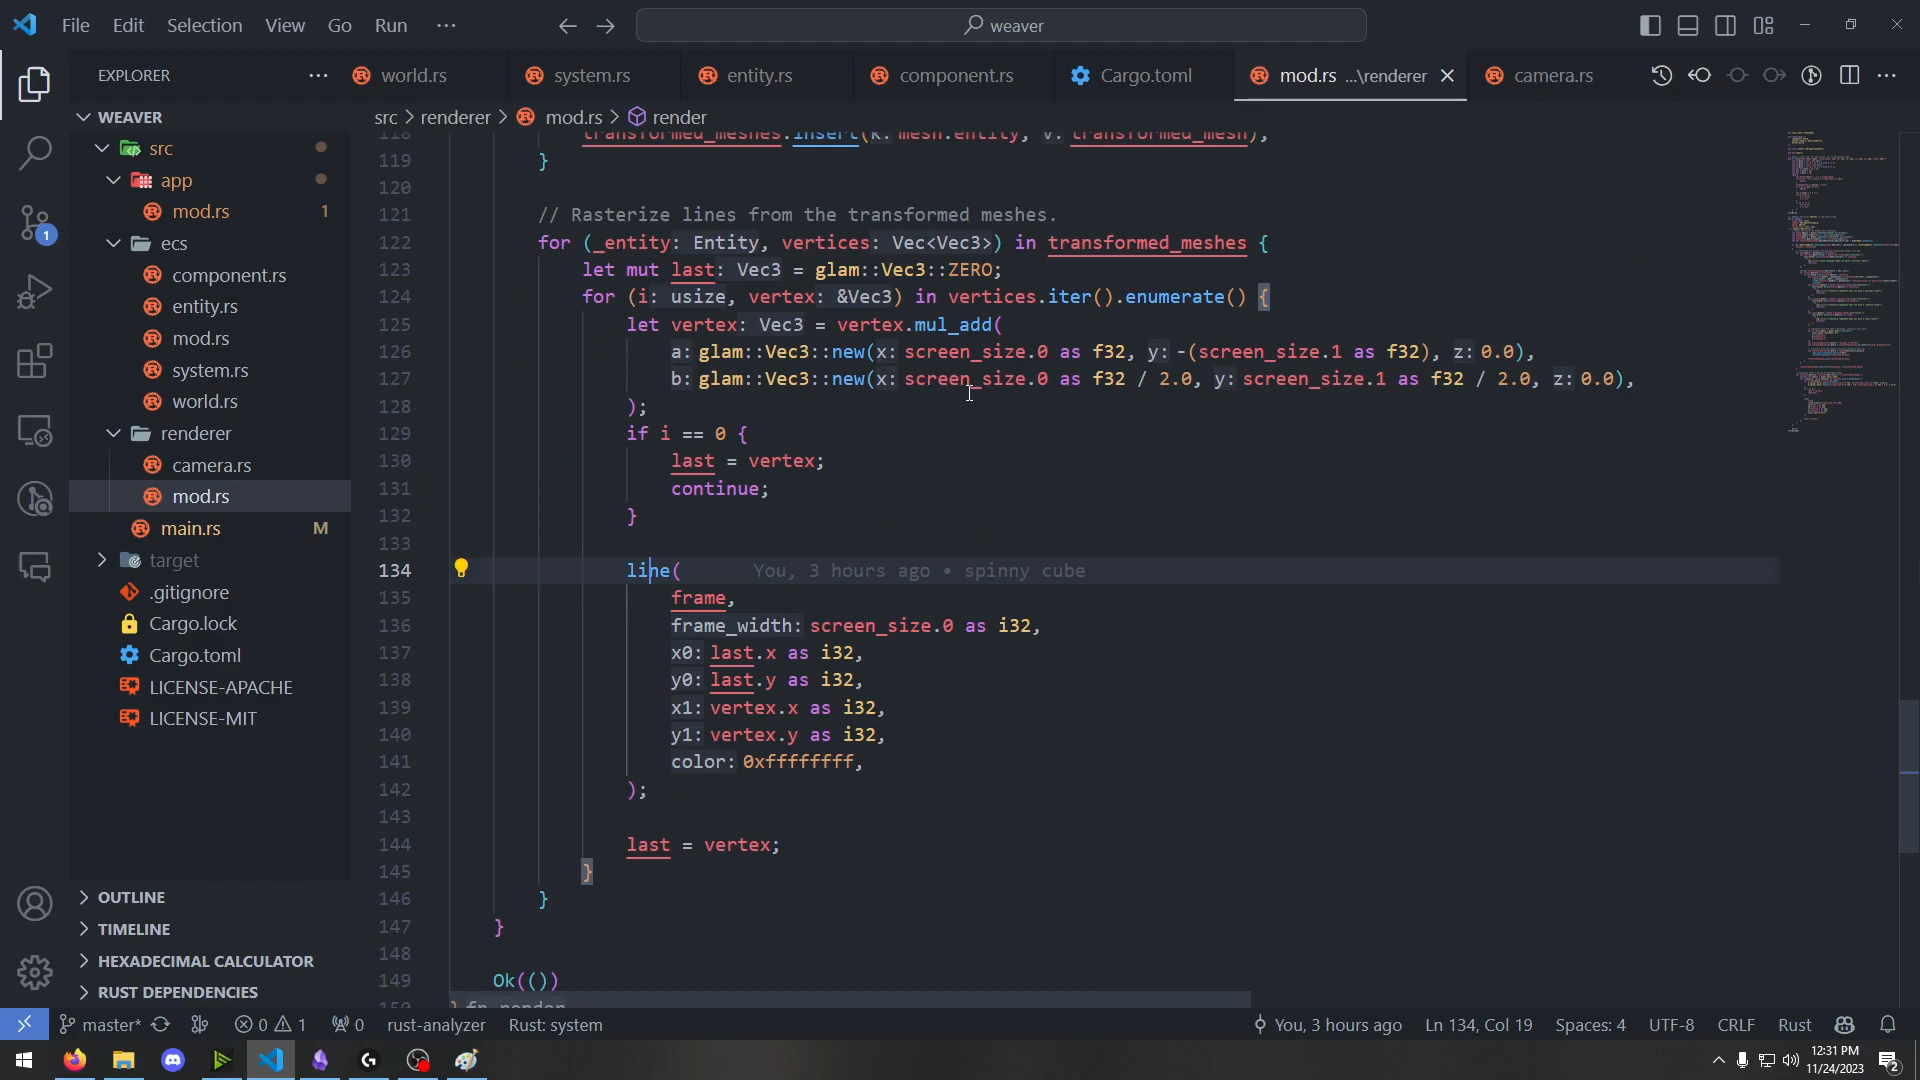 File Edit Selection View Go Run ···
weaver
EXPLORER ···
world.rs
system.rs
entity.rs
component.rs
Cargo.toml
mod.rs ...\renderer
camera.rs
src > renderer > mod.rs > render
WEAVER
src
app
mod.rs 1
ecs
component.rs
entity.rs
mod.rs
system.rs
world.rs
renderer
camera.rs
mod.rs
main.rs M
target
.gitignore
Cargo.lock
Cargo.toml
LICENSE-APACHE
LICENSE-MIT
OUTLINE
TIMELINE
HEXADECIMAL CALCULATOR
RUST DEPENDENCIES
118 transformed_meshes.insert(k: mesh.entity, v: transformed_mesh);
119 }
120
121 // Rasterize lines from the transformed meshes.
122 for (_entity: Entity, vertices: Vec<Vec3>) in transformed_meshes {
123 let mut last: Vec3 = glam::Vec3::ZERO;
124 for (i: usize, vertex: &Vec3) in vertices.iter().enumerate() {
125 let vertex: Vec3 = vertex.mul_add(
126 a: glam::Vec3::new(x: screen_size.0 as f32, y: -(screen_size.1 as f32), z: 0.0),
127 b: glam::Vec3::new(x: screen_size.0 as f32 / 2.0, y: screen_size.1 as f32 / 2.0, z: 0.0),
128 );
129 if i == 0 {
130 last = vertex;
131 continue;
132 }
133
134 line( You, 3 hours ago • spinny cube
135 frame,
136 frame_width: screen_size.0 as i32,
137 x0: last.x as i32,
138 y0: last.y as i32,
139 x1: vertex.x as i32,
140 y1: vertex.y as i32,
141 color: 0xffffffff,
142 );
143
144 last = vertex;
145 }
146 }
147 }
148
149 Ok(())
150 } fn render
1
master* 0 1 0 rust-analyzer Rust: system You, 3 hours ago Ln 134, Col 19 Spaces: 4 UTF-8 CRLF Rust
12:31 PM
11/24/2023
2